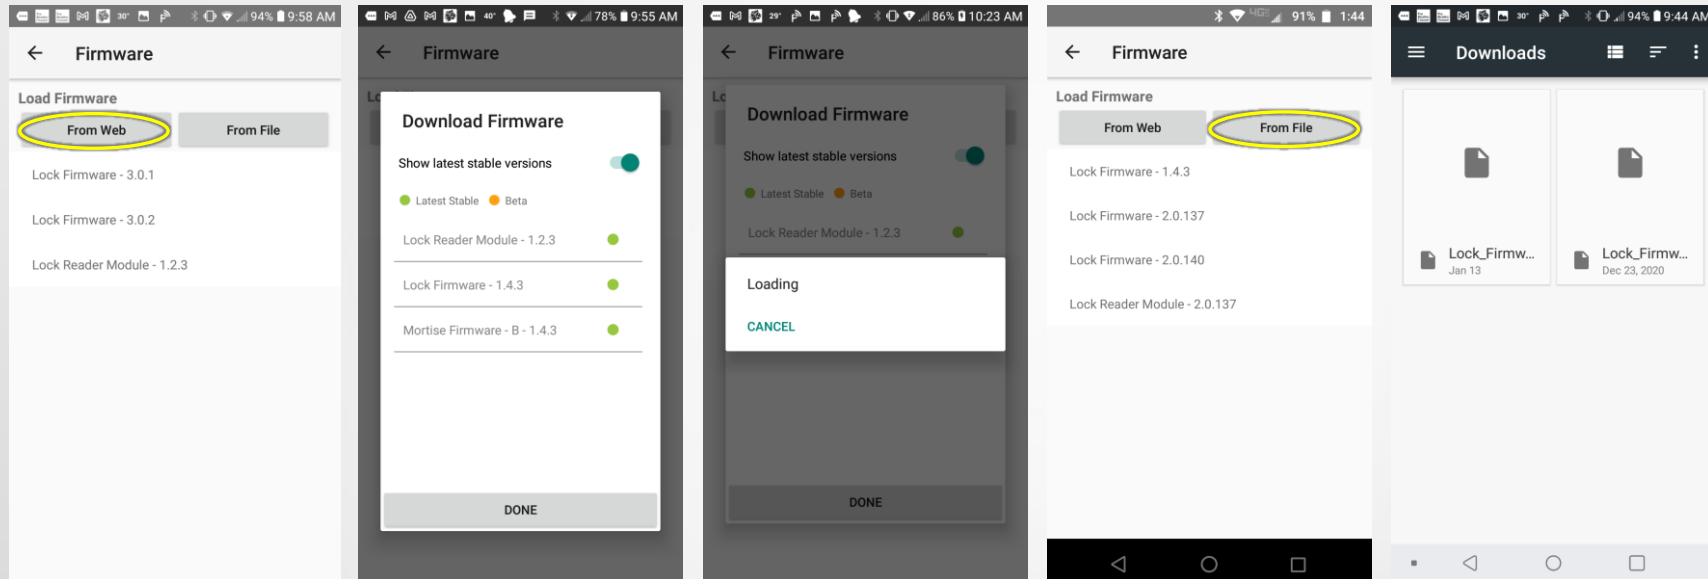 30° 94% 9:58 AM
Firmware
Load Firmware
From Web From File
Lock Firmware - 3.0.1
Lock Firmware - 3.0.2
Lock Reader Module - 1.2.3
40° 78% 9:55 AM
Firmware
Download Firmware
Show latest stable versions
Latest Stable Beta
Lock Reader Module - 1.2.3
Lock Firmware - 1.4.3
Mortise Firmware - B - 1.4.3
DONE
29° 86% 10:23 AM
Firmware
Download Firmware
Show latest stable versions
Latest Stable Beta
Lock Reader Module - 1.2.3
Loading
CANCEL
DONE
4G 91% 1:44
Firmware
Load Firmware
From Web From File
Lock Firmware - 1.4.3
Lock Firmware - 2.0.137
Lock Firmware - 2.0.140
Lock Reader Module - 2.0.137
30° 94% 9:44 AM
Downloads
Lock_Firmw... Lock_Firmw...
Jan 13 Dec 23, 2020